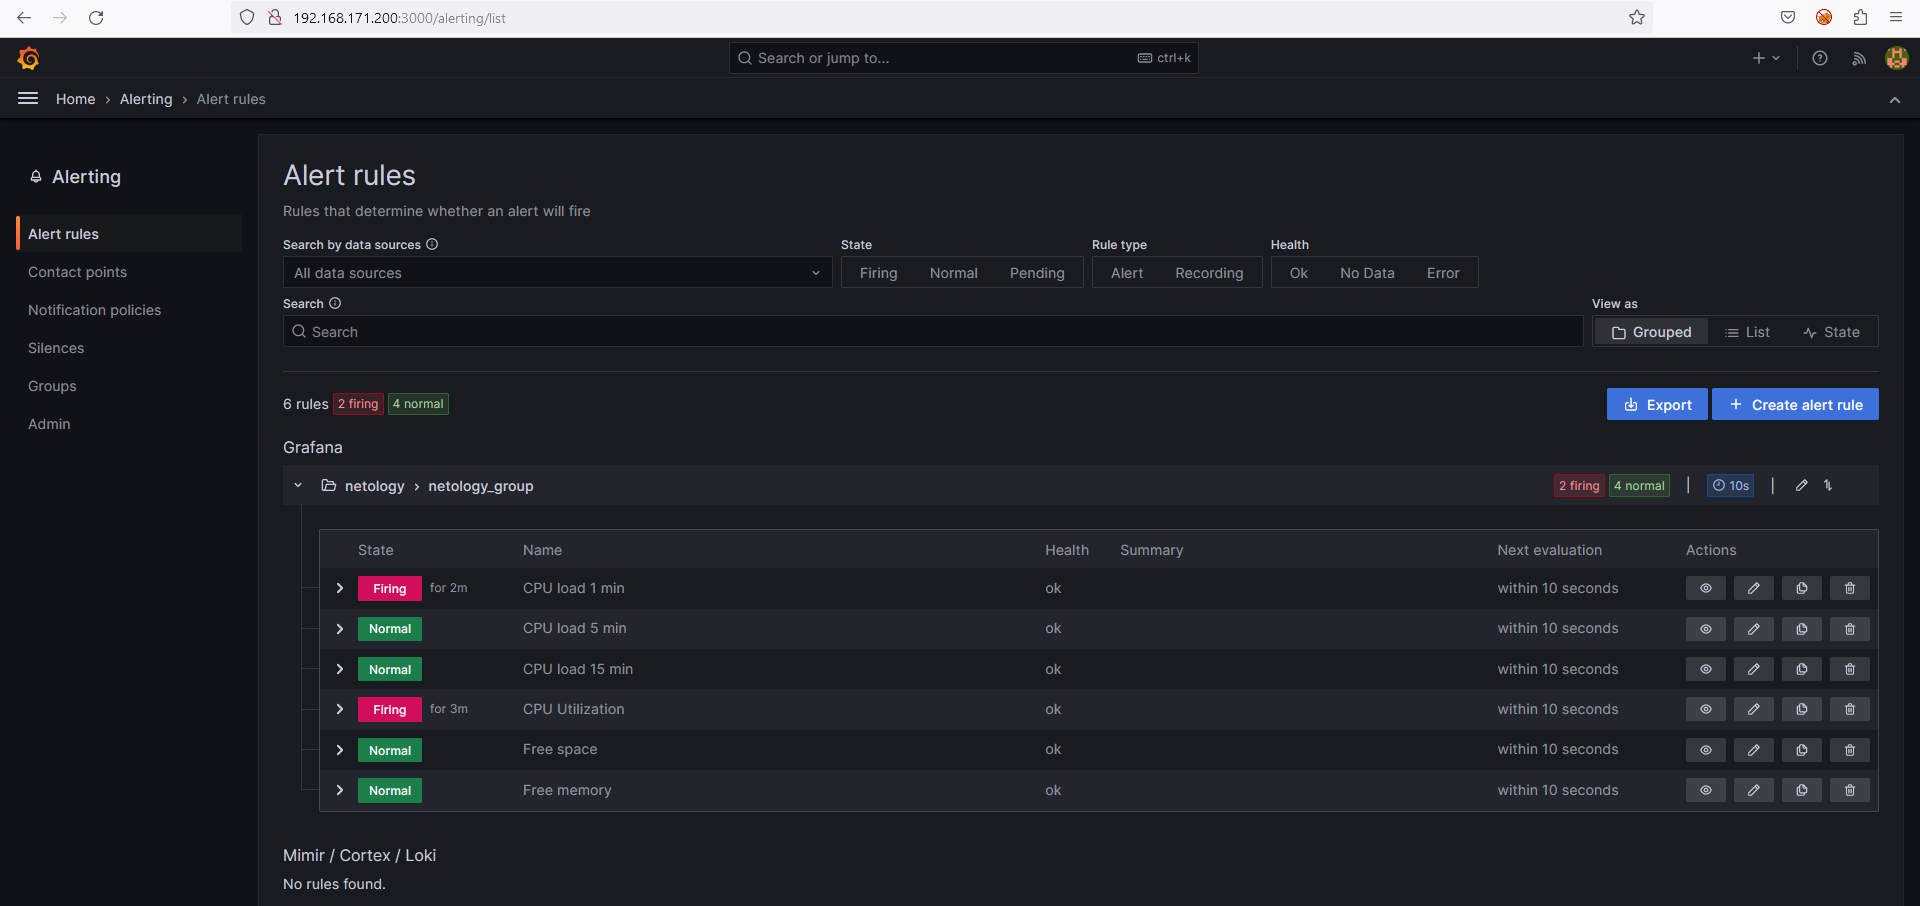 192.168.171.200:3000/alerting/list
Search or jump to...
ctrl+k
Home
Alerting
Alert rules
Alerting
Alert rules
Contact points
Notification policies
Silences
Groups
Admin
Alert rules
Rules that determine whether an alert will fire
Search by data sources
State
Rule type
Health
All data sources
Firing Normal Pending
Alert Recording
Ok No Data Error
Search
View as
Search
Grouped List State
6 rules 2 firing 4 normal
Export
+ Create alert rule
Grafana
netology > netology_group
2 firing 4 normal | 10s |
State Name Health Summary Next evaluation Actions
Firing for 2m CPU load 1 min ok within 10 seconds
Normal CPU load 5 min ok within 10 seconds
Normal CPU load 15 min ok within 10 seconds
Firing for 3m CPU Utilization ok within 10 seconds
Normal Free space ok within 10 seconds
Normal Free memory ok within 10 seconds
Mimir / Cortex / Loki
No rules found.